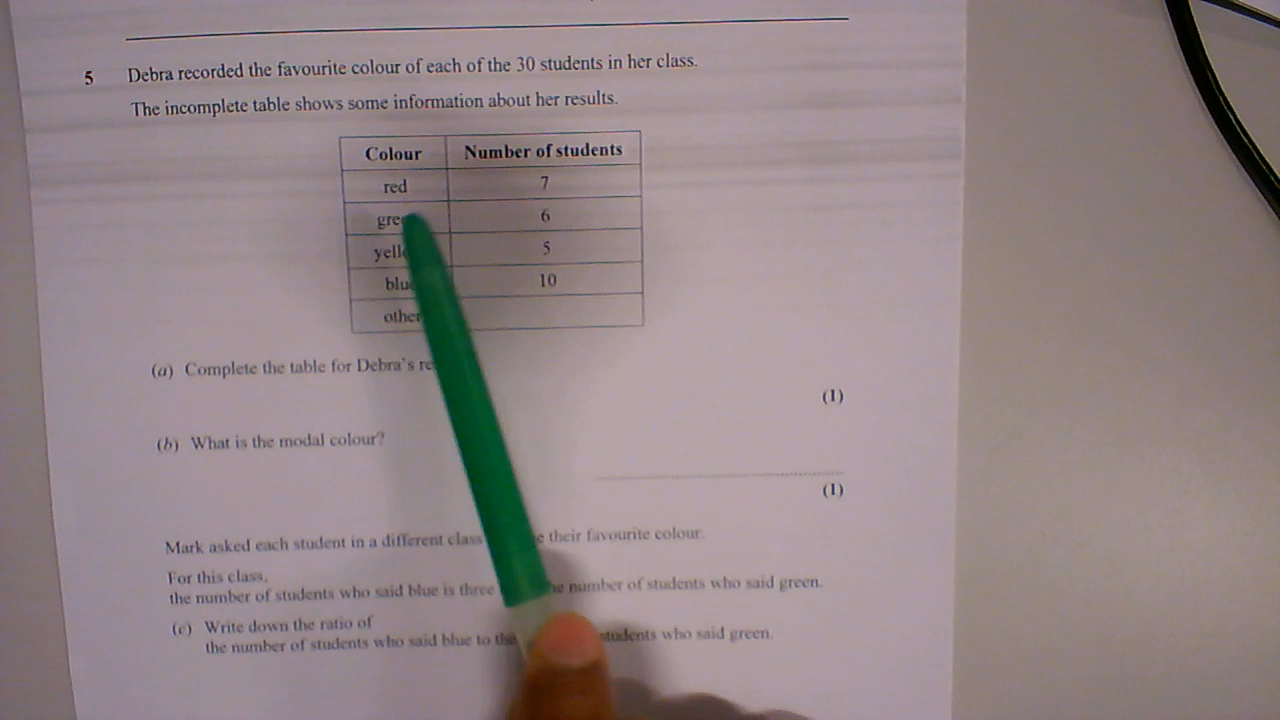 5 Debra recorded the favourite colour of each of the 30 students in her class.
The incomplete table shows some information about her results.
Colour Number of students
red 7
6
5
10
other
(a) Complete the table for Debra's
(1)
(b) What is the modal colour?
(1)
Mark asked each student in a different class their favourite colour.
For this class,
the number of students who said blue is three number of students who said green.
(c) Write down the ratio of
the number of students who said blue to the students who said green.